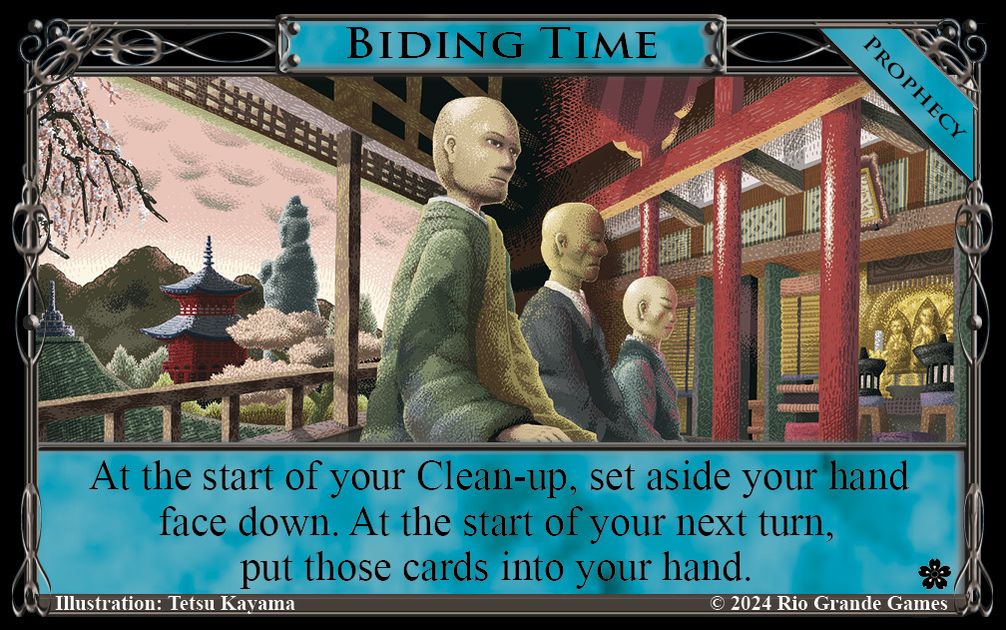 Biding Time
Prophecy
At the start of your Clean-up, set aside your hand
face down. At the start of your next turn,
put those cards into your hand.
Illustration: Tetsu Kayama
© 2024 Rio Grande Games